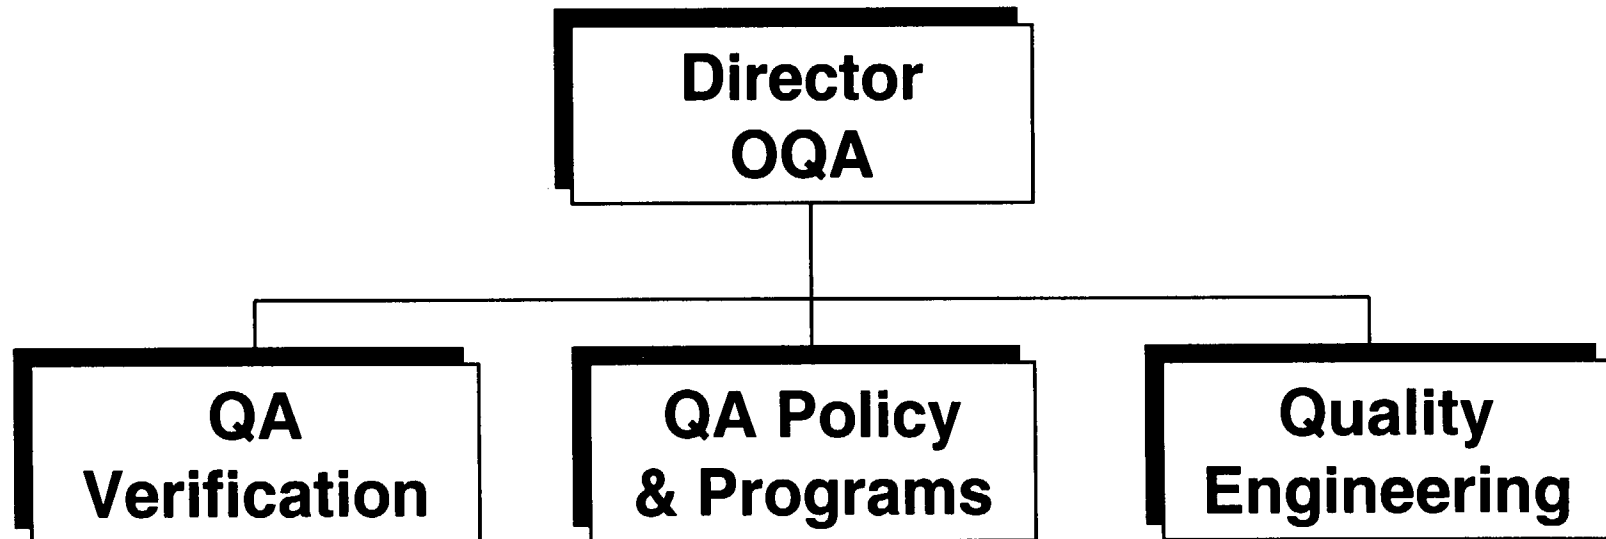 Director
OQA
QA
Verification
QA Policy
& Programs
Quality
Engineering